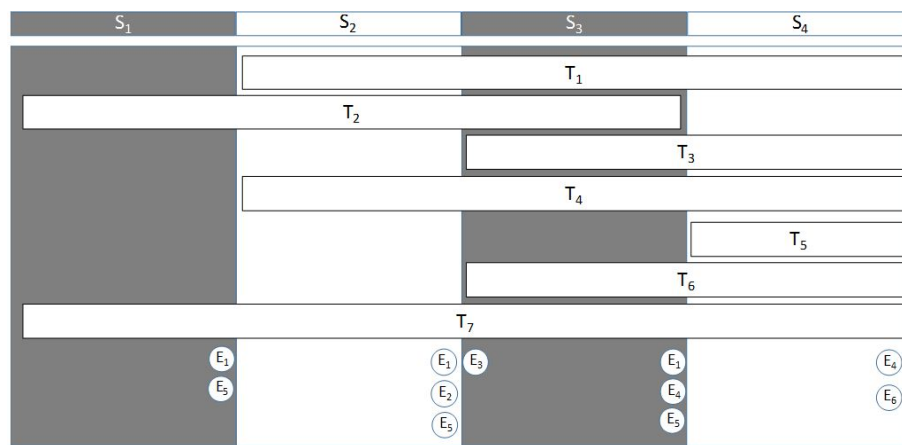 S₁ S₂ S₃ S₄
T₁
T₂
T₃
T₄
T₅
T₆
T₇
E₁ E₁ E₃ E₁ E₄
E₅ E₂ E₄ E₆
E₅ E₅